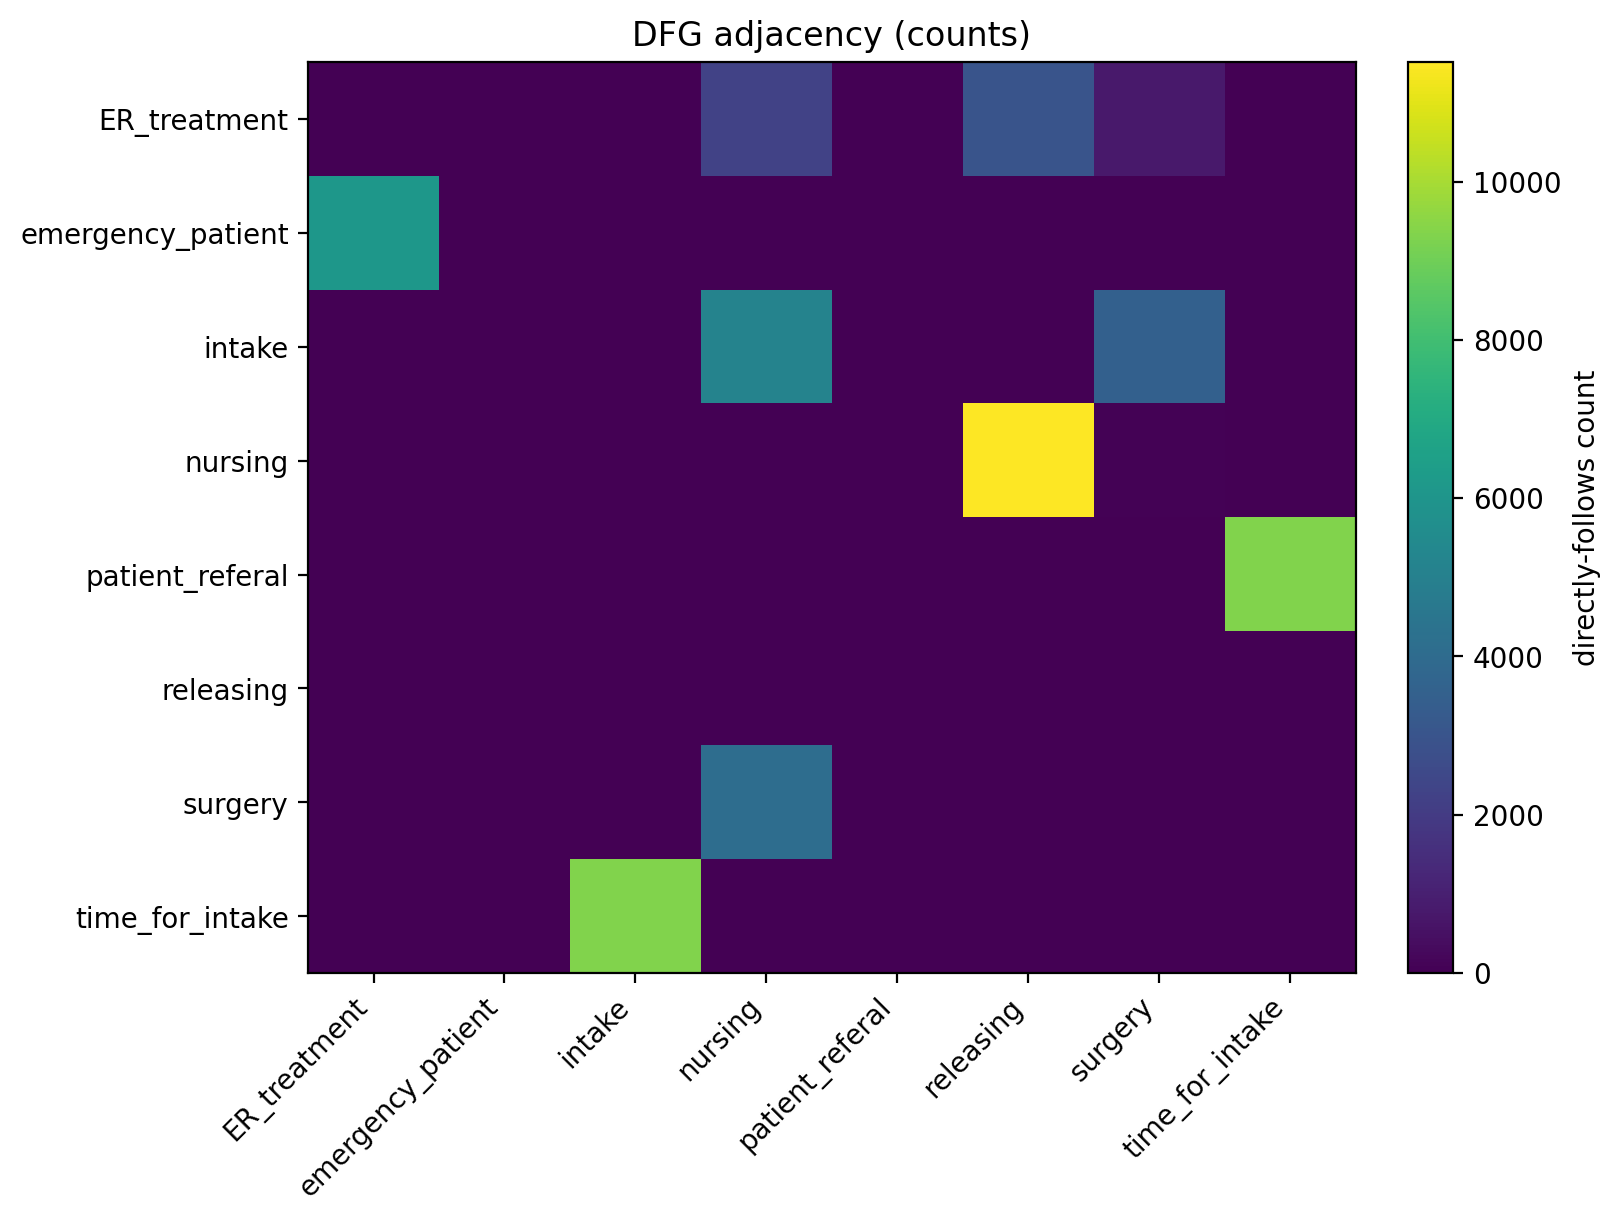 DFG adjacency (counts)
ER_treatment
emergency_patient
intake
nursing
patient_referal
releasing
surgery
time_for_intake
ER_treatment
emergency_patient
intake
nursing
patient_referal
releasing
surgery
time_for_intake
10000
8000
6000
4000
2000
0
directly-follows count